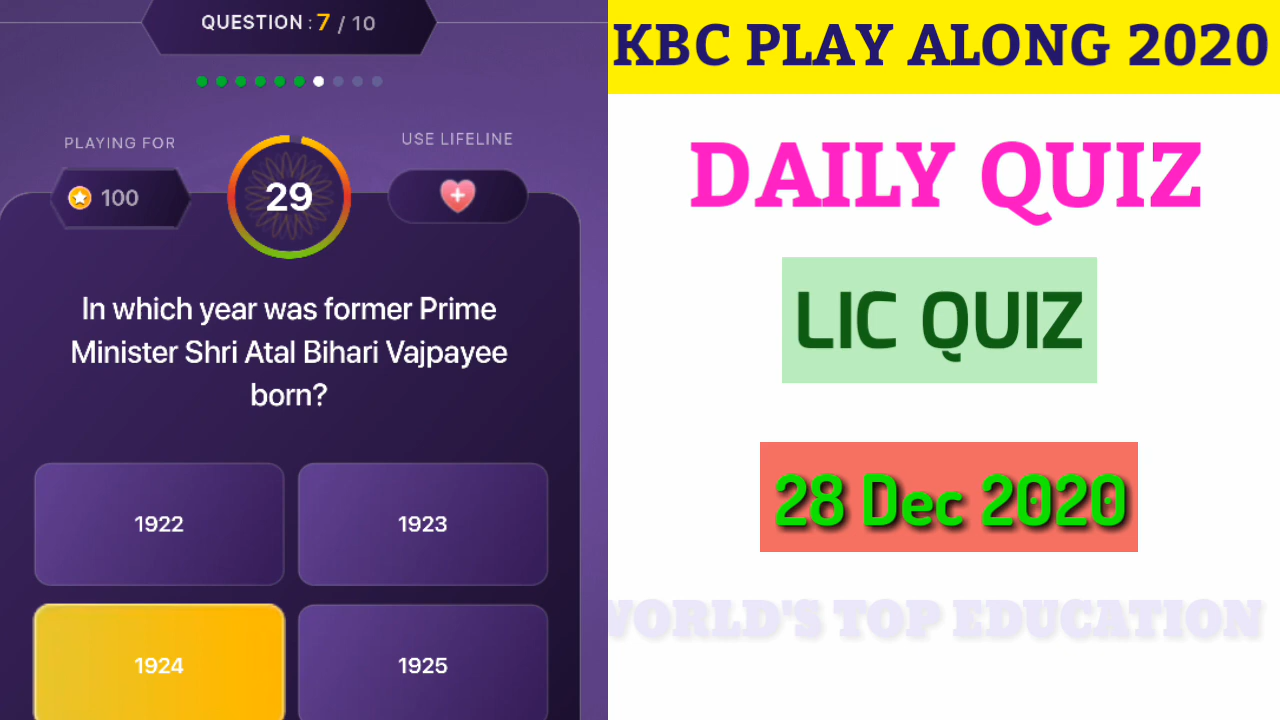 QUESTION : 7 / 10
PLAYING FOR
USE LIFELINE
100
29
In which year was former Prime
Minister Shri Atal Bihari Vajpayee
born?
1922
1923
1924
1925
KBC PLAY ALONG 2020
DAILY QUIZ
LIC QUIZ
28 Dec 2020
WORLD'S TOP EDUCATION